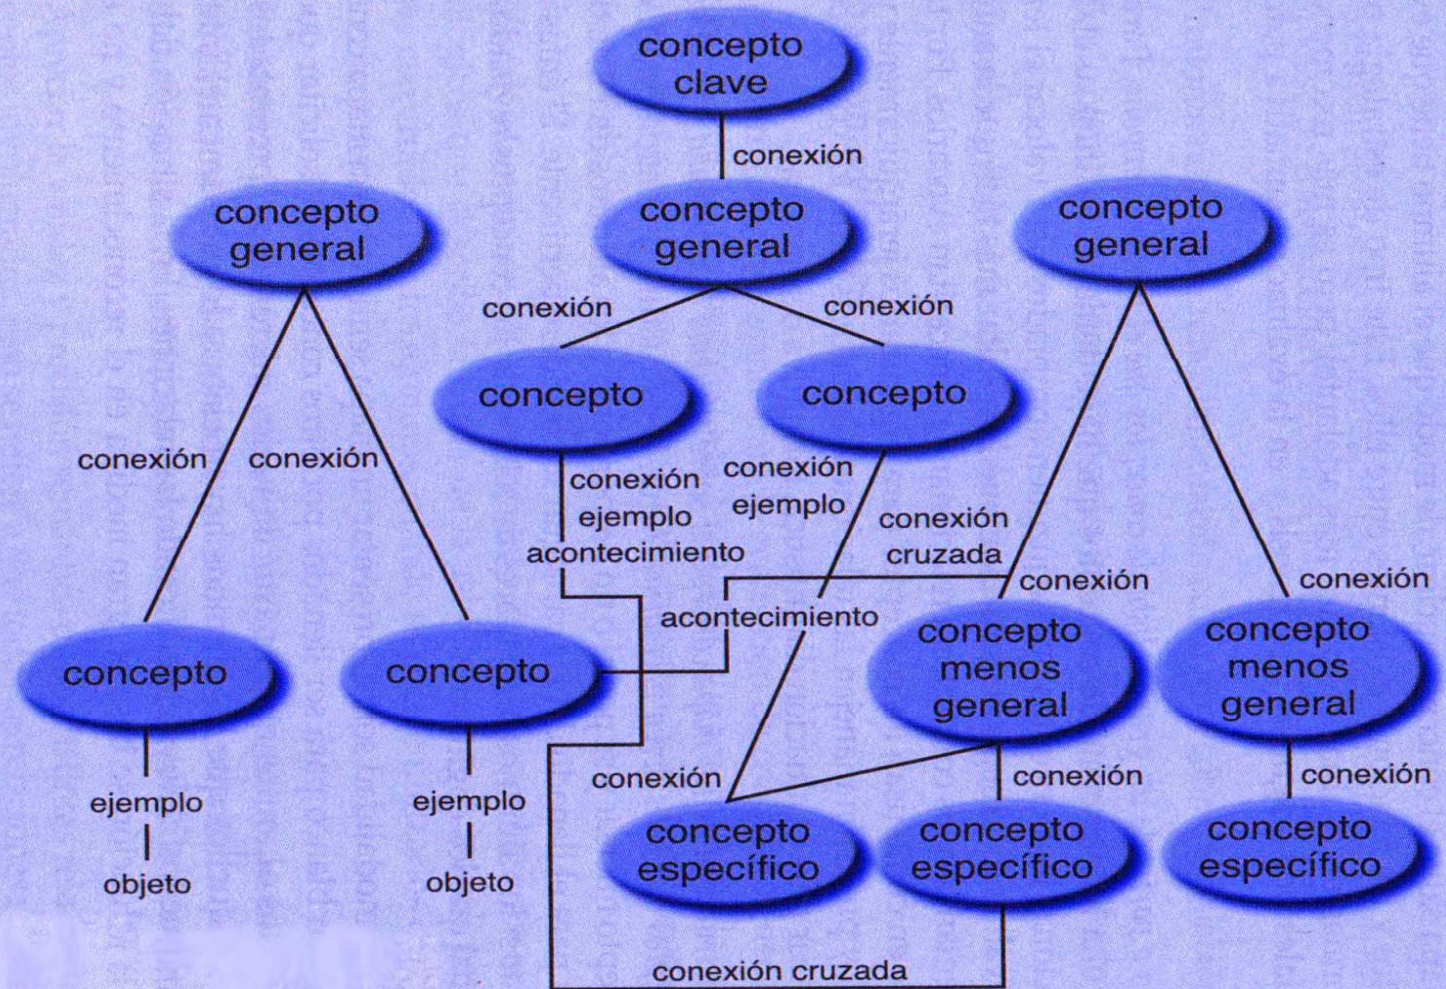 concepto
clave
conexión
concepto
general
concepto
general
concepto
general
conexión
conexión
concepto
concepto
conexión
conexión
conexión
ejemplo
acontecimiento
conexión
ejemplo
acontecimiento
conexión
cruzada
conexión
conexión
concepto
concepto
concepto
menos
general
concepto
menos
general
conexión
conexión
conexión
ejemplo
ejemplo
concepto
específico
concepto
específico
concepto
específico
objeto
objeto
conexión cruzada